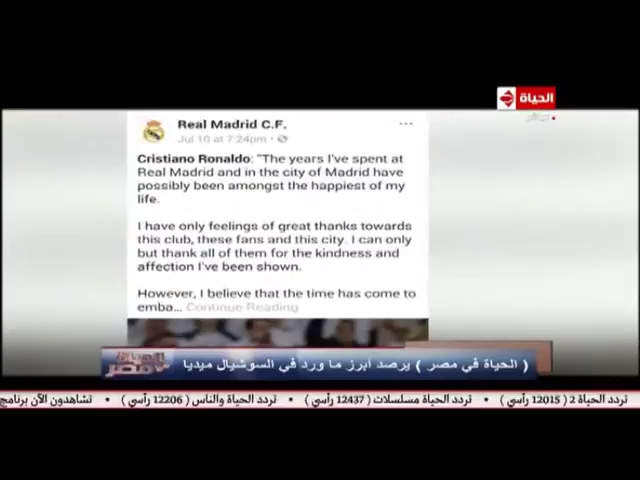 الحياة
مباشر
Real Madrid C.F.
Jul 10 at 7:24pm •
Cristiano Ronaldo: "The years I've spent at
Real Madrid and in the city of Madrid have
possibly been amongst the happiest of my
life.
I have only feelings of great thanks towards
this club, these fans and this city. I can only
but thank all of them for the kindness and
affection I've been shown.
However, I believe that the time has come to
emba... Continue Reading
( الحياة في مصر ) يرصد أبرز ما ورد في السوشيال ميديا
تردد الحياة 2 ( 12015 رأسي ) • تردد الحياة مسلسلات ( 12437 رأسي ) • تردد الحياة والناس ( 12206 رأسي ) • تشاهدون الآن برنامج